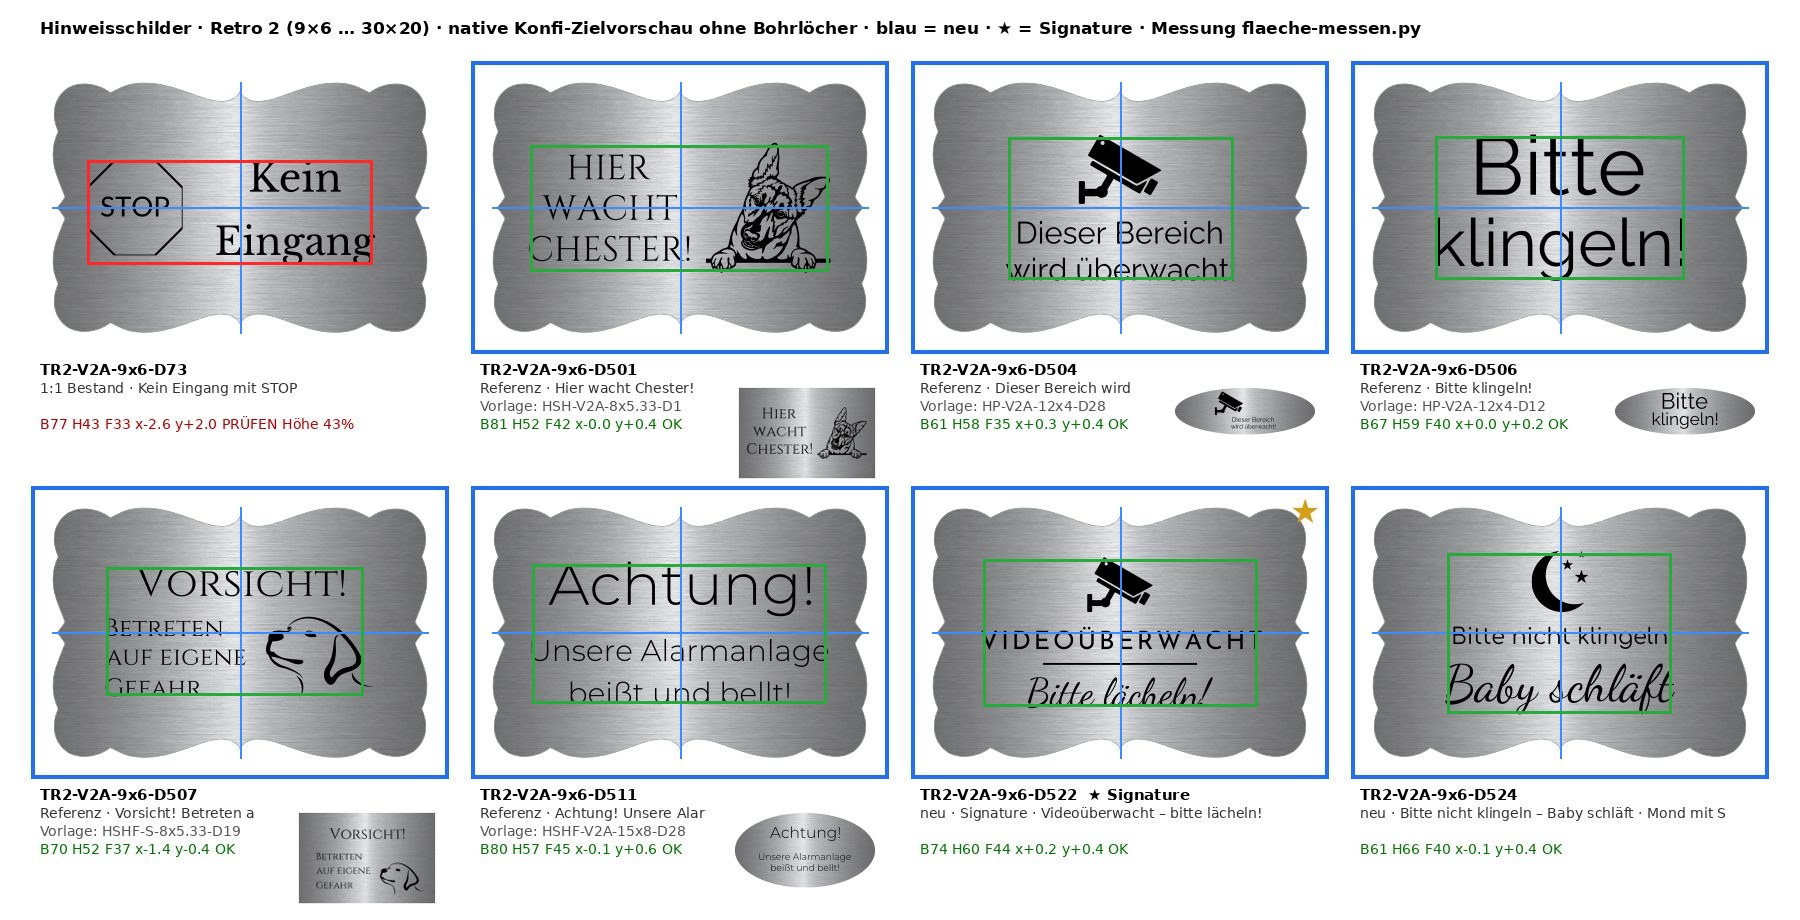 Hinweisschilder · Retro 2 (9×6 … 30×20) · native Konfi-Zielvorschau ohne Bohrlöcher · blau = neu · ★ = Signature · Messung flaeche-messen.py
STOP
Kein
Eingang
TR2-V2A-9x6-D73
1:1 Bestand · Kein Eingang mit STOP
B77 H43 F33 x-2.6 y+2.0 PRÜFEN Höhe 43%
HIER
WACHT
CHESTER!
TR2-V2A-9x6-D501
Referenz · Hier wacht Chester!
Vorlage: HSH-V2A-8x5.33-D1
B81 H52 F42 x-0.0 y+0.4 OK
HIER
WACHT
CHESTER!
Dieser Bereich
wird überwacht
TR2-V2A-9x6-D504
Referenz · Dieser Bereich wird
Vorlage: HP-V2A-12x4-D28
B61 H58 F35 x+0.3 y+0.4 OK
Dieser Bereich
wird überwacht!
Bitte
klingeln!
TR2-V2A-9x6-D506
Referenz · Bitte klingeln!
Vorlage: HP-V2A-12x4-D12
B67 H59 F40 x+0.0 y+0.2 OK
Bitte
klingeln!
VORSICHT!
BETRETEN
AUF EIGENE
GEFAHR
TR2-V2A-9x6-D507
Referenz · Vorsicht! Betreten a
Vorlage: HSHF-S-8x5.33-D19
B70 H52 F37 x-1.4 y-0.4 OK
VORSICHT!
BETRETEN
AUF EIGENE
GEFAHR
Achtung!
Unsere Alarmanlage
beißt und bellt!
TR2-V2A-9x6-D511
Referenz · Achtung! Unsere Alar
Vorlage: HSHF-V2A-15x8-D28
B80 H57 F45 x-0.1 y+0.6 OK
Achtung!
Unsere Alarmanlage
beißt und bellt!
VIDEOÜBERWACHT
Bitte lächeln!
TR2-V2A-9x6-D522 ★ Signature
neu · Signature · Videoüberwacht – bitte lächeln!
B74 H60 F44 x+0.2 y+0.4 OK
Bitte nicht klingeln
Baby schläft
TR2-V2A-9x6-D524
neu · Bitte nicht klingeln – Baby schläft · Mond mit S
B61 H66 F40 x-0.1 y+0.4 OK